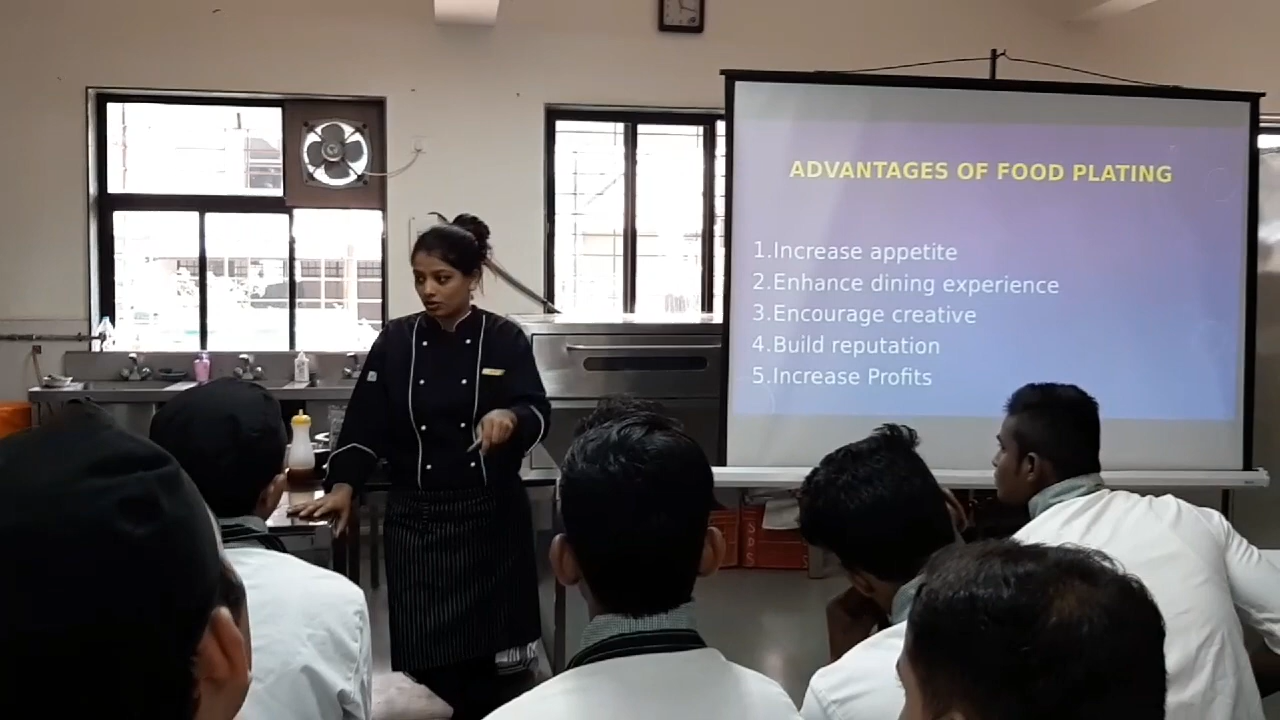 ADVANTAGES OF FOOD PLATING
1.Increase appetite
2.Enhance dining experience
3.Encourage creative
4.Build reputation
5.Increase Profits